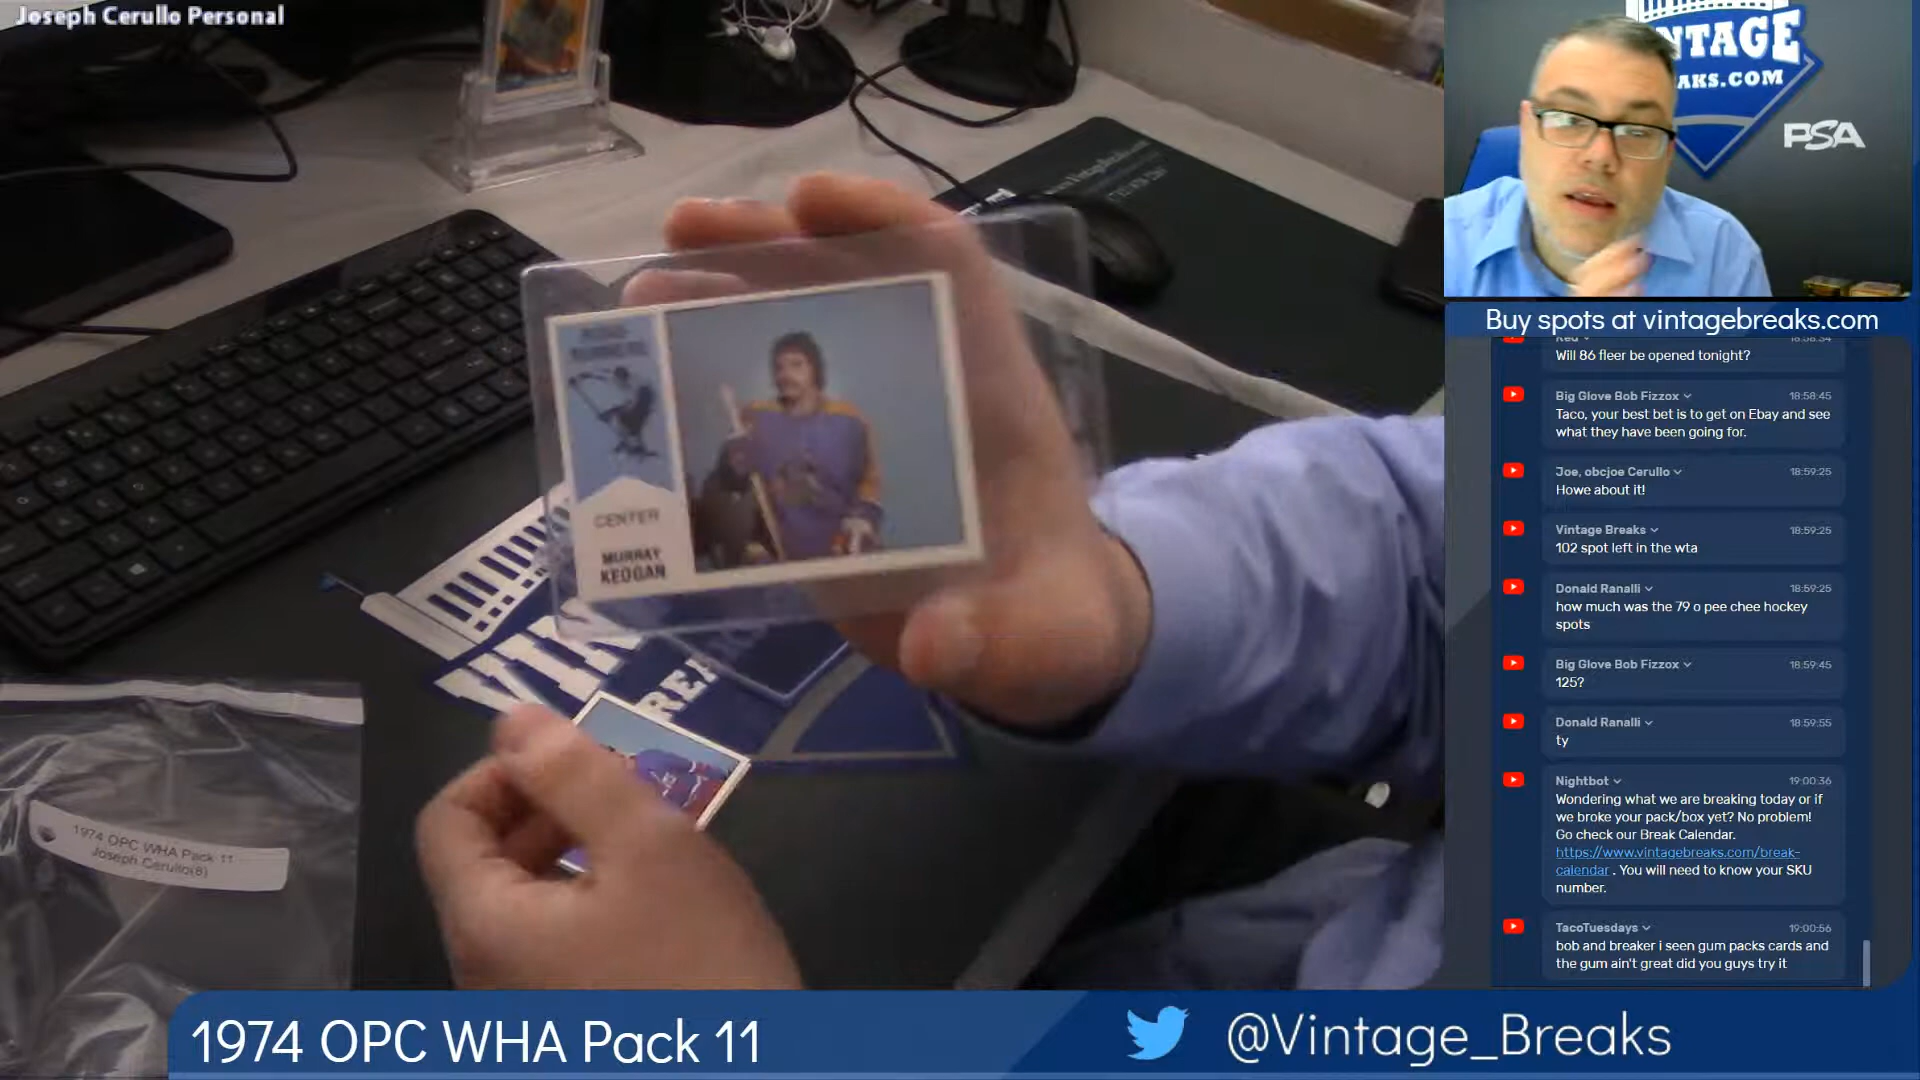 Joseph Cerullo Personal
NTAGE
AKS.COM
PSA
Buy spots at vintagebreaks.com
Red
18:58:34
Will 86 fleer be opened tonight?
Big Glove Bob Fizzox 18:58:45
Taco, your best bet is to get on Ebay and see
what they have been going for.
Joe, obcjoe Cerullo 18:59:25
Howe about it!
Vintage Breaks 18:59:25
102 spot left in the wta
Donald Ranalli 18:59:25
how much was the 79 o pee chee hockey
spots
Big Glove Bob Fizzox 18:59:45
125?
Donald Ranalli 18:59:55
ty
Nightbot 19:00:36
Wondering what we are breaking today or if
we broke your pack/box yet? No problem!
Go check our Break Calendar.
https://www.vintagebreaks.com/break-
calendar . You will need to know your SKU
number.
TacoTuesdays 19:00:56
bob and breaker i seen gum packs cards and
the gum ain't great did you guys try it
CENTER
MURRAY
KEOGAN
VIN
REA
1974 OPC WHA Pack 11
Joseph Cerullo(8)
1974 OPC WHA Pack 11
@Vintage_Breaks